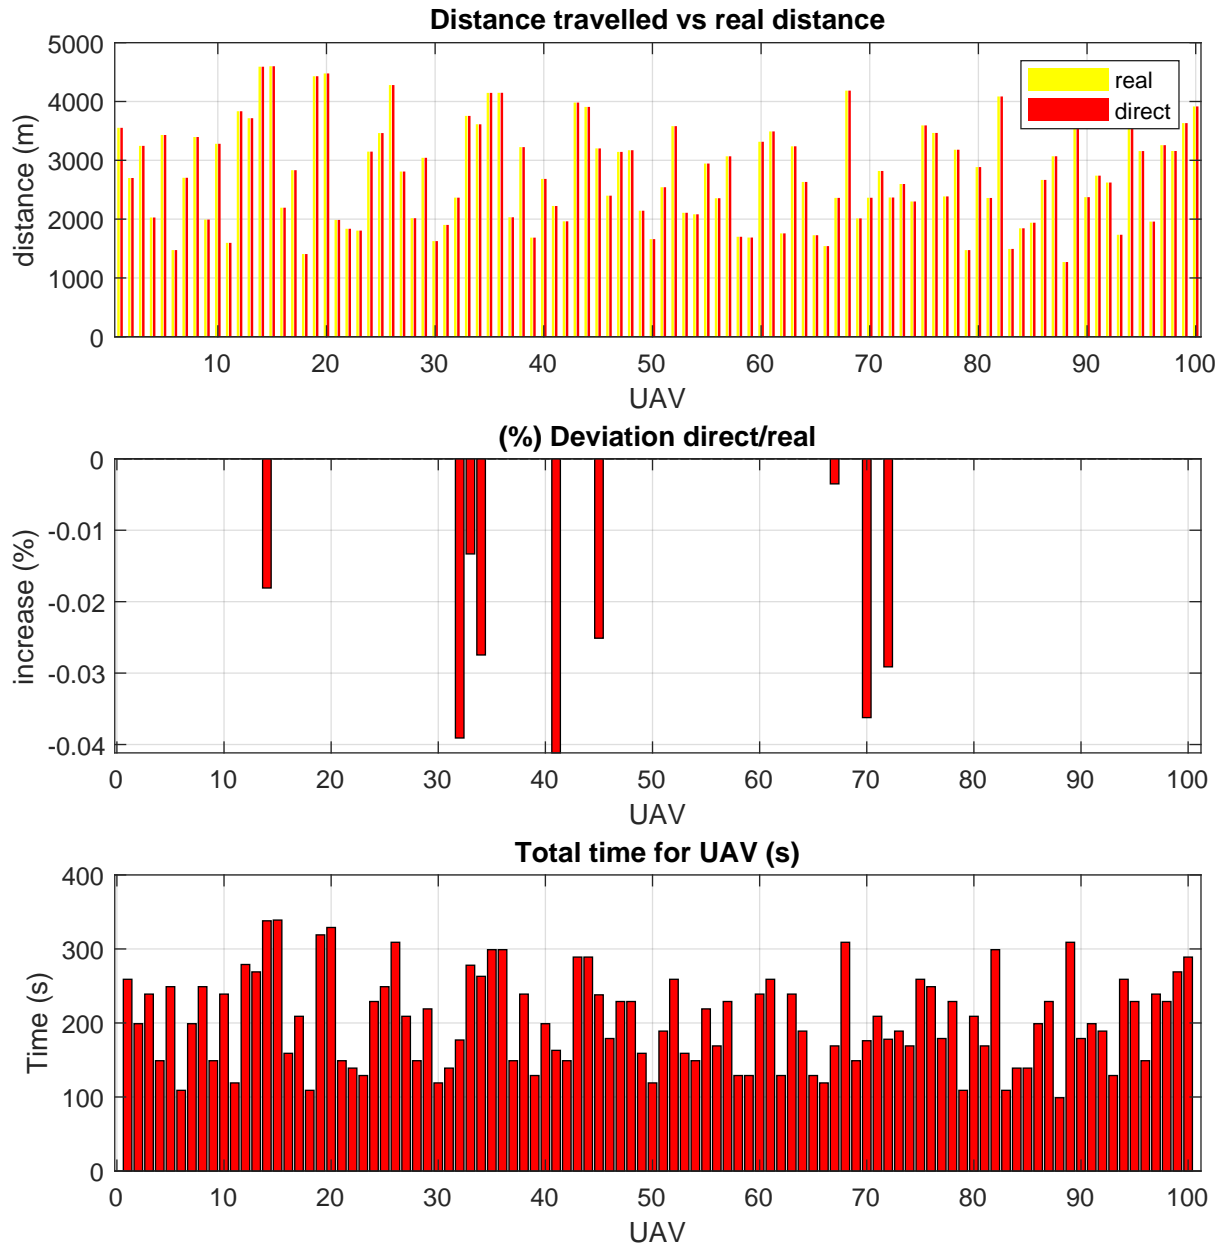 Distance travelled vs real distance
5000
4000
3000
2000
1000
0
distance (m)
real
direct
10 20 30 40 50 60 70 80 90 100
UAV
(%) Deviation direct/real
0
-0.01
-0.02
-0.03
-0.04
increase (%)
0 10 20 30 40 50 60 70 80 90 100
UAV
Total time for UAV (s)
400
300
200
100
0
Time (s)
0 10 20 30 40 50 60 70 80 90 100
UAV